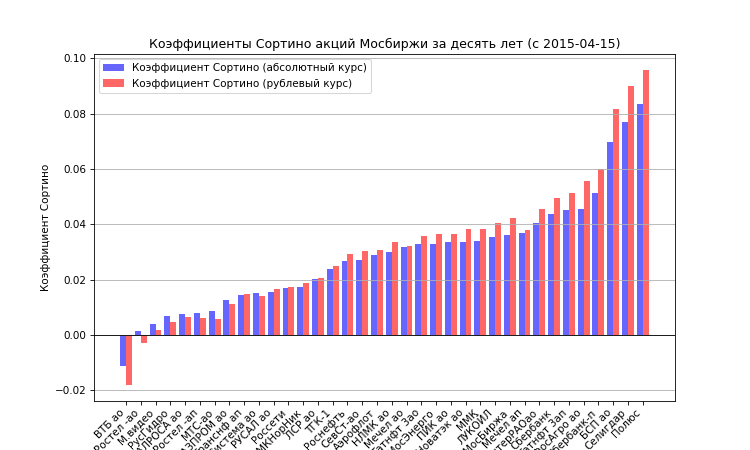 Коэффициенты Сортино акций Мосбиржи за десять лет (с 2015-04-15)
Коэффициент Сортино (абсолютный курс)
Коэффициент Сортино (рублевый курс)
Коэффициент Сортино
0.10
0.08
0.06
0.04
0.02
0.00
−0.02
ВТБ ао
Ростел -ао
М.видео
РусГидро
Ростел -ап
МТС-ао
РУСАЛ ао
Россети
ЛСР ао
ТГК-1
Роснефть
СевСт-ао
Аэрофлот
НЛМК ао
Мечел ао
ПИК ао
ММК
ЛУКОЙЛ
Мечел ап
Сбербанк
БСП ао
Селигдар
Полюс